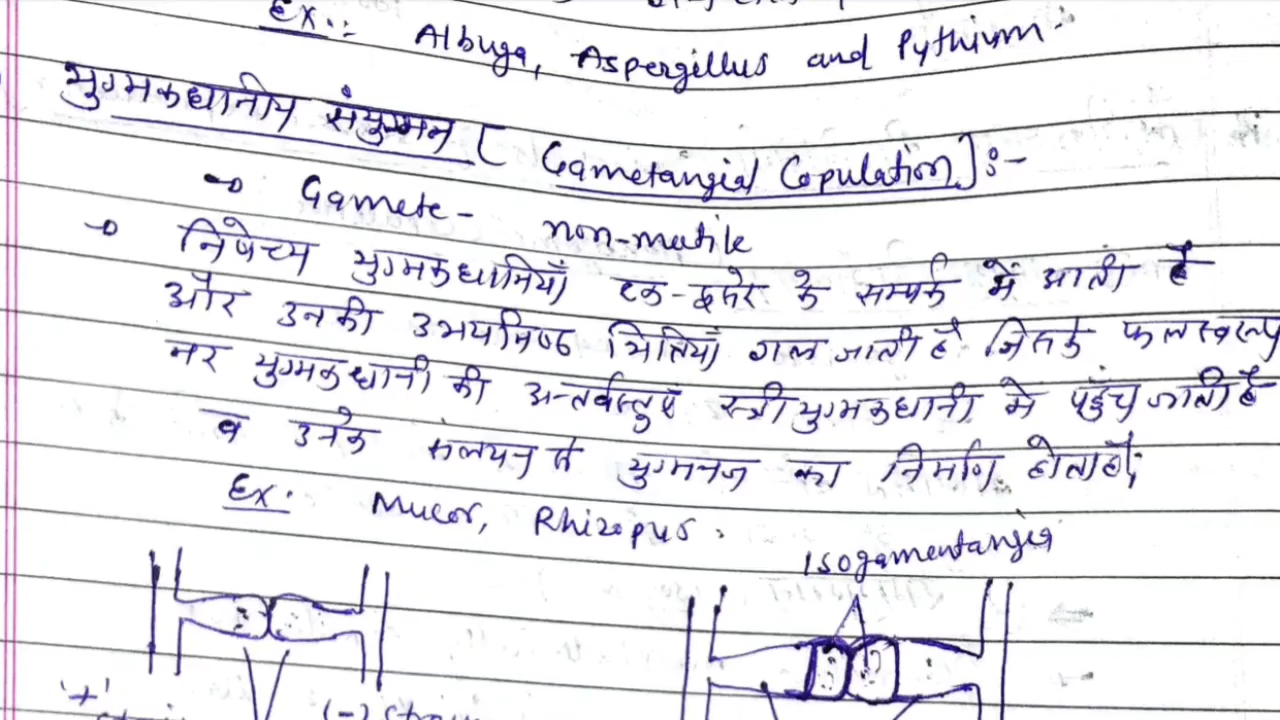 Ex.: Albuga, Aspergillus and Pythium.
युग्मकधानीय संयुग्मन [Gametangial Copulation]:-
Gamete - non-motile
निषेच्य युग्मकधानियाँ एक-दूसरे के सम्पर्क में आती है
और उनकी उभयनिष्ठ भित्तियाँ गल जाती है जिसके फलस्वरूप
नर युग्मकधानी की अन्तर्वस्तुएं स्त्रीयुग्मकधानी में पहुँच जाती है
व उनके संलयन से युग्मनज का निर्माण होता है;
Ex. Mucor, Rhizopus.
Isogamentangia
'+' (-) strain